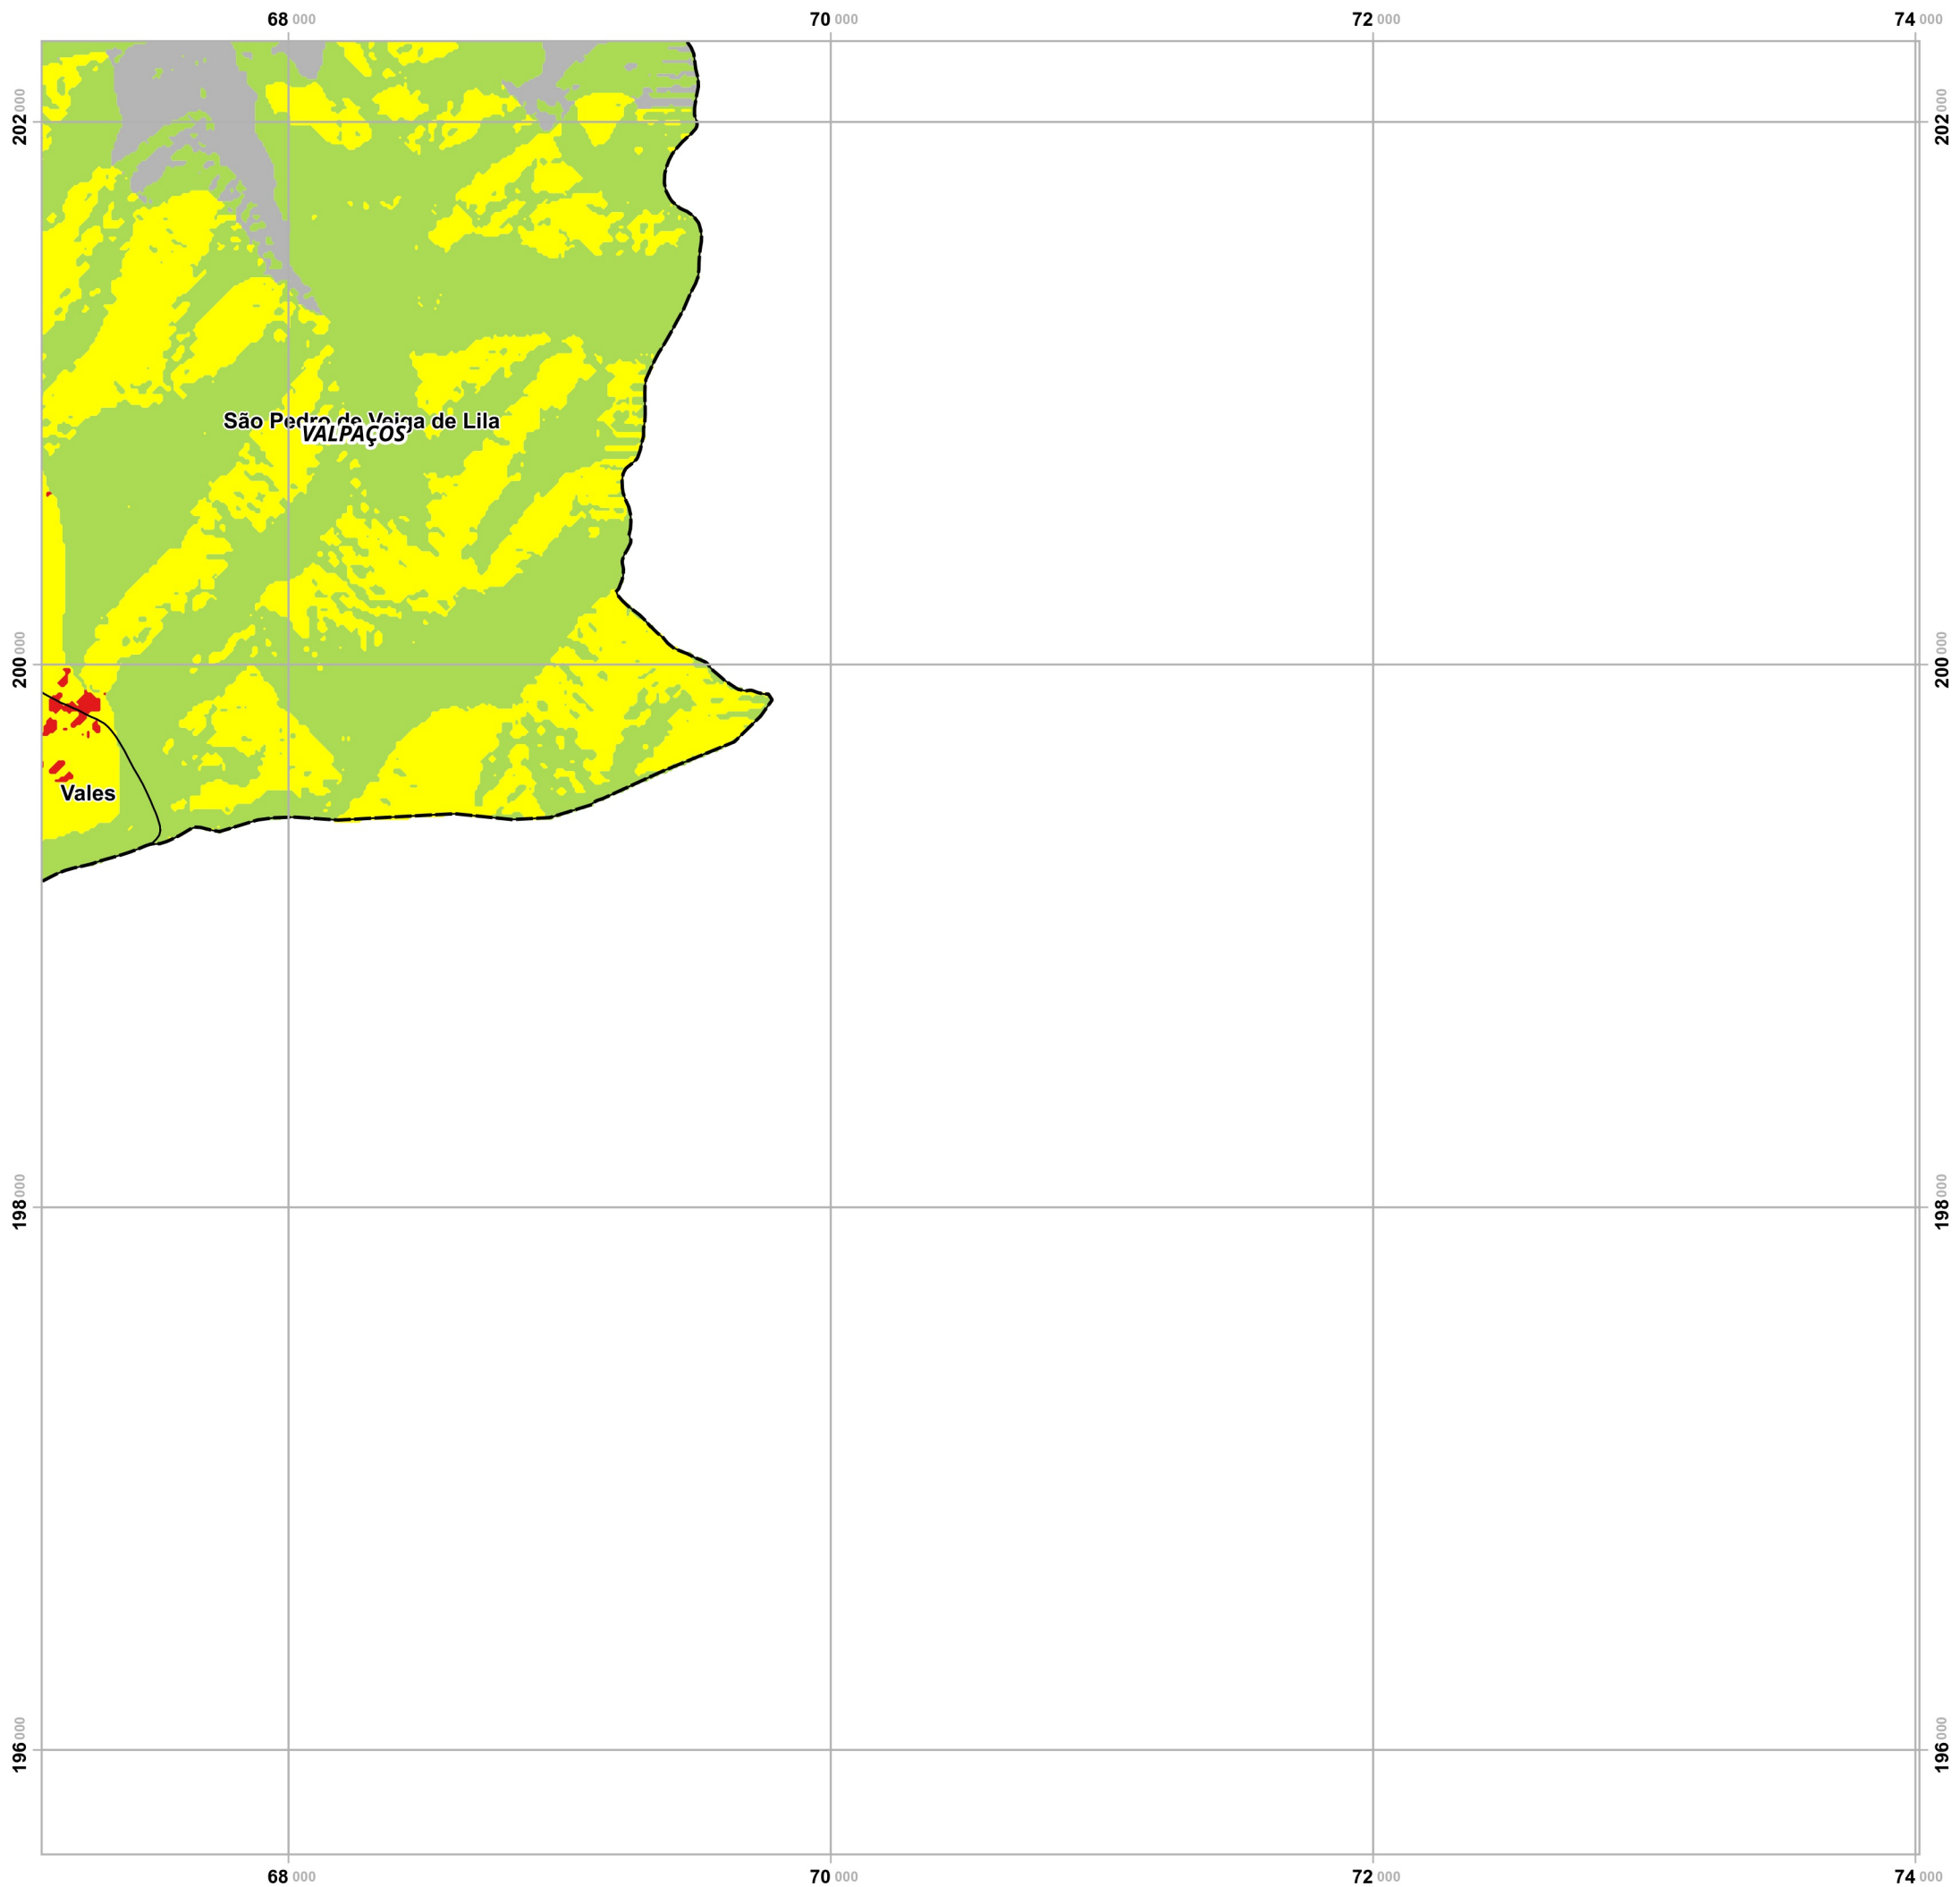 68 000 70 000 72 000 74 000
202 000 202 000
São Pedro de Veiga de Lila
VALPAÇOS
200 000 200 000
Vales
198 000 198 000
196 000 196 000
68 000 70 000 72 000 74 000